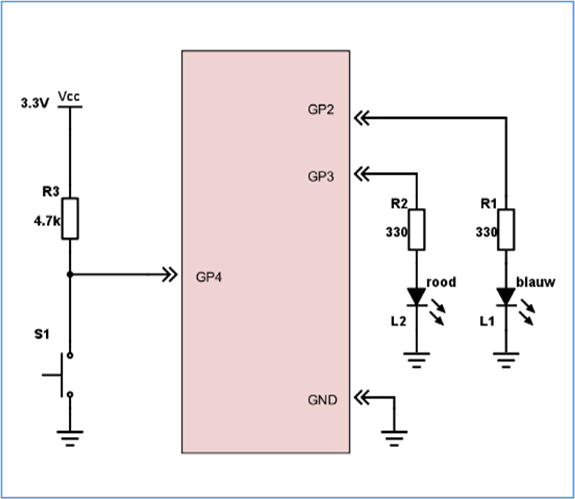 Vcc
3.3V
R3
4.7k
S1
GP4
GP2
GP3
GND
R2
330
R1
330
rood
blauw
L2
L1